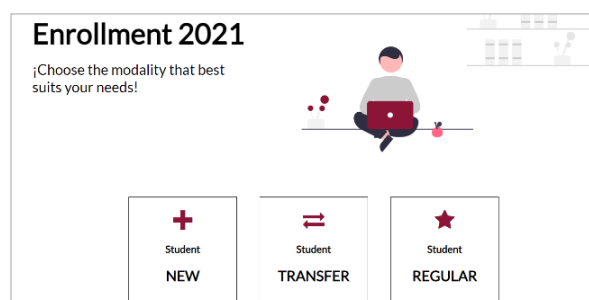 Enrollment 2021
¡Choose the modality that best
suits your needs!
Student
NEW
Student
TRANSFER
Student
REGULAR